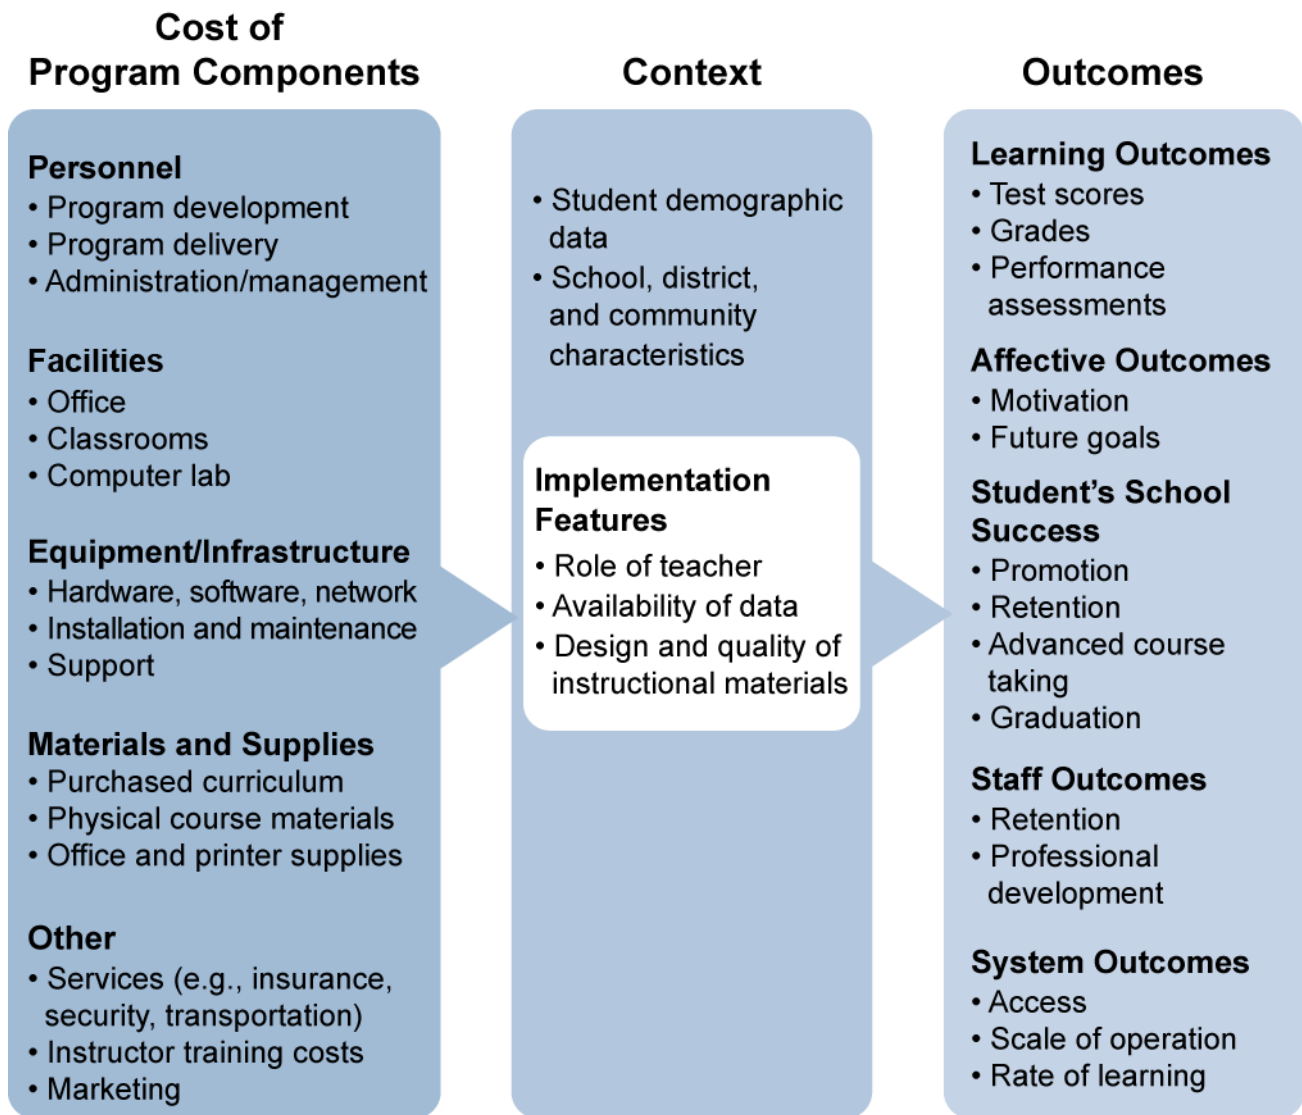 Cost of
Program Components
Personnel
• Program development
• Program delivery
• Administration/management
Facilities
• Office
• Classrooms
• Computer lab
Equipment/Infrastructure
• Hardware, software, network
• Installation and maintenance
• Support
Materials and Supplies
• Purchased curriculum
• Physical course materials
• Office and printer supplies
Other
• Services (e.g., insurance,
security, transportation)
• Instructor training costs
• Marketing
Context
• Student demographic
data
• School, district,
and community
characteristics
Implementation
Features
• Role of teacher
• Availability of data
• Design and quality of
instructional materials
Outcomes
Learning Outcomes
• Test scores
• Grades
• Performance
assessments
Affective Outcomes
• Motivation
• Future goals
Student’s School
Success
• Promotion
• Retention
• Advanced course
taking
• Graduation
Staff Outcomes
• Retention
• Professional
development
System Outcomes
• Access
• Scale of operation
• Rate of learning